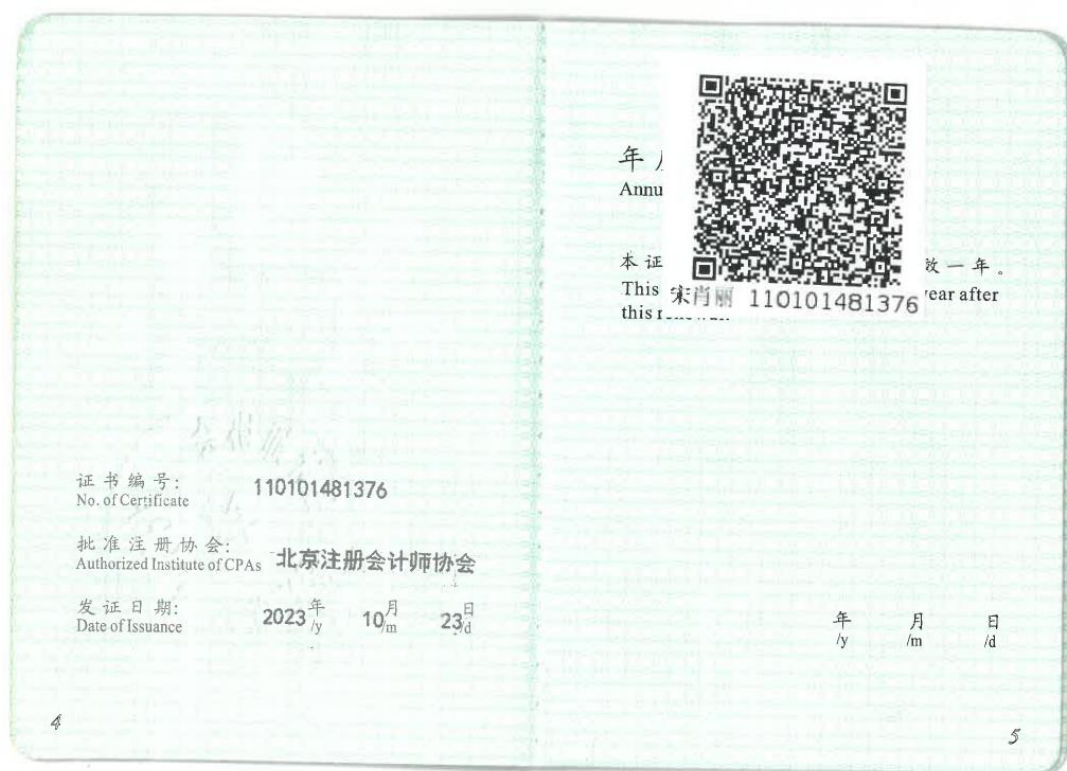 证书编号: 110101481376
No. of Certificate
批准注册协会: 北京注册会计师协会
Authorized Institute of CPAs
发证日期: 2023年 10月 23日
Date of Issuance /y /m /d
4
年
Annu
本证 效一年。
This year after
this
宋肖丽 110101481376
年 月 日
/y /m /d
5